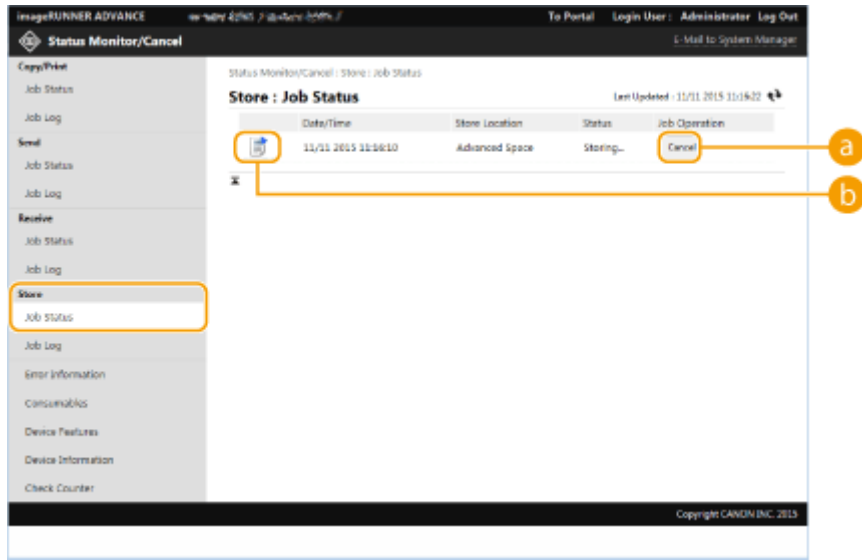 imageRUNNER ADVANCE To Portal Login User : Administrator Log Out
Status Monitor/Cancel E-Mail to System Manager
Copy/Print
Job Status
Job Log
Send
Job Status
Job Log
Receive
Job Status
Job Log
Store
Job Status
Job Log
Error Information
Consumables
Device Features
Device Information
Check Counter
Status Monitor/Cancel : Store : Job Status
Store : Job Status Last Updated : 11/11 2015 11:16:22
Date/Time Store Location Status Job Operation
11/11 2015 11:16:10 Advanced Space Storing... Cancel
a
b
Copyright CANON INC. 2015